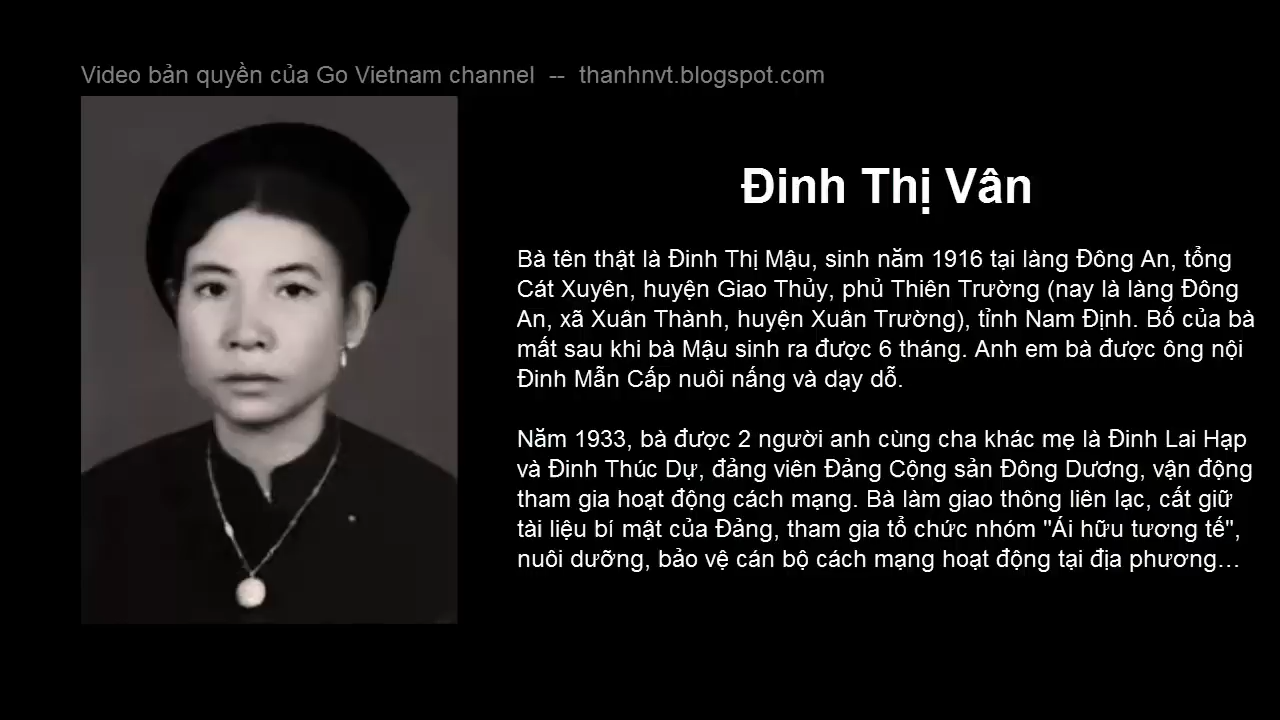 Video bản quyền của Go Vietnam channel -- thanhnvt.blogspot.com
Đinh Thị Vân
Bà tên thật là Đinh Thị Mậu, sinh năm 1916 tại làng Đông An, tổng
Cát Xuyên, huyện Giao Thủy, phủ Thiên Trường (nay là làng Đông
An, xã Xuân Thành, huyện Xuân Trường), tỉnh Nam Định. Bố của bà
mất sau khi bà Mậu sinh ra được 6 tháng. Anh em bà được ông nội
Đinh Mẫn Cấp nuôi nấng và dạy dỗ.
Năm 1933, bà được 2 người anh cùng cha khác mẹ là Đinh Lai Hạp
và Đinh Thúc Dự, đảng viên Đảng Cộng sản Đông Dương, vận động
tham gia hoạt động cách mạng. Bà làm giao thông liên lạc, cất giữ
tài liệu bí mật của Đảng, tham gia tổ chức nhóm "Ái hữu tương tế",
nuôi dưỡng, bảo vệ cán bộ cách mạng hoạt động tại địa phương...